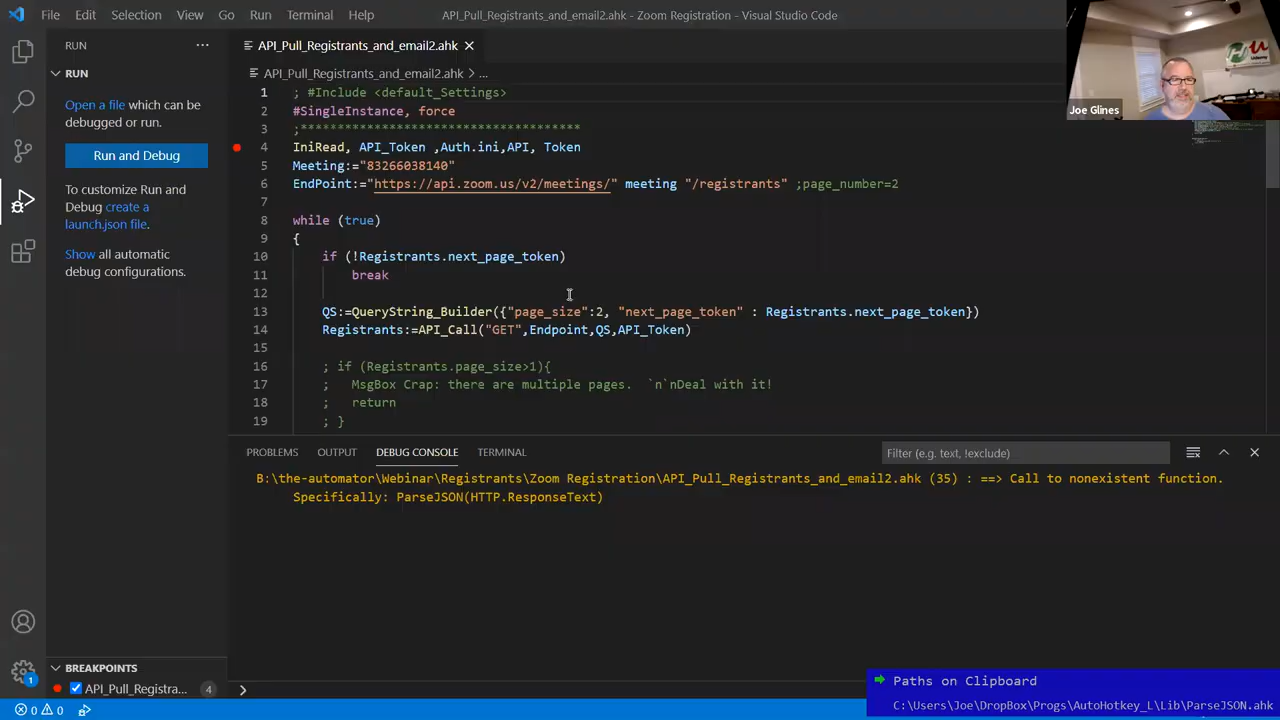 File Edit Selection View Go Run Terminal Help API_Pull_Registrants_and_email2.ahk - Zoom Registration - Visual Studio Code
RUN
RUN
Open a file which can be
debugged or run.
Run and Debug
To customize Run and
Debug create a
launch.json file.
Show all automatic
debug configurations.
API_Pull_Registrants_and_email2.ahk
API_Pull_Registrants_and_email2.ahk > ...
1 ; #Include <default_Settings>
2 #SingleInstance, force
3 ;***************************************
4 IniRead, API_Token ,Auth.ini,API, Token
5 Meeting:="83266038140"
6 EndPoint:="https://api.zoom.us/v2/meetings/" meeting "/registrants" ;page_number=2
7
8 while (true)
9 {
10 if (!Registrants.next_page_token)
11 break
12
13 QS:=QueryString_Builder({"page_size":2, "next_page_token" : Registrants.next_page_token})
14 Registrants:=API_Call("GET",Endpoint,QS,API_Token)
15
16 ; if (Registrants.page_size>1){
17 ; MsgBox Crap: there are multiple pages. `n`nDeal with it!
18 ; return
19 ; }
PROBLEMS OUTPUT DEBUG CONSOLE TERMINAL Filter (e.g. text, !exclude)
B:\the-automator\Webinar\Registrants\Zoom Registration\API_Pull_Registrants_and_email2.ahk (35) : ==> Call to nonexistent function.
Specifically: ParseJSON(HTTP.ResponseText)
BREAKPOINTS
API_Pull_Registra... 4
1
0 0
Joe Glines
Udemy
Paths on Clipboard
C:\Users\Joe\DropBox\Progs\AutoHotkey_L\Lib\ParseJSON.ahk